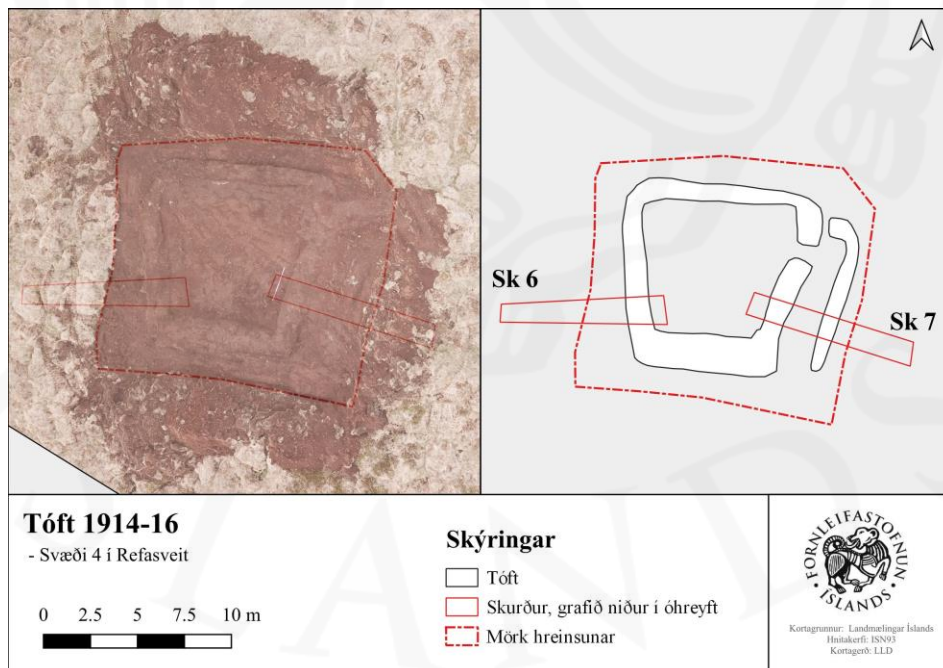 Sk 6
Sk 7
Tóft 1914-16
- Svæði 4 í Refasveit
0 2.5 5 7.5 10 m
Skýringar
Tóft
Skurður, grafið niður í óhreyft
Mörk hreinsunar
FORNLEIFASTOFNUN
· ÍSLANDS ·
Kortagrunnur: Landmælingar Íslands
Hnitakerfi: ISN93
Kortagerð: LLD